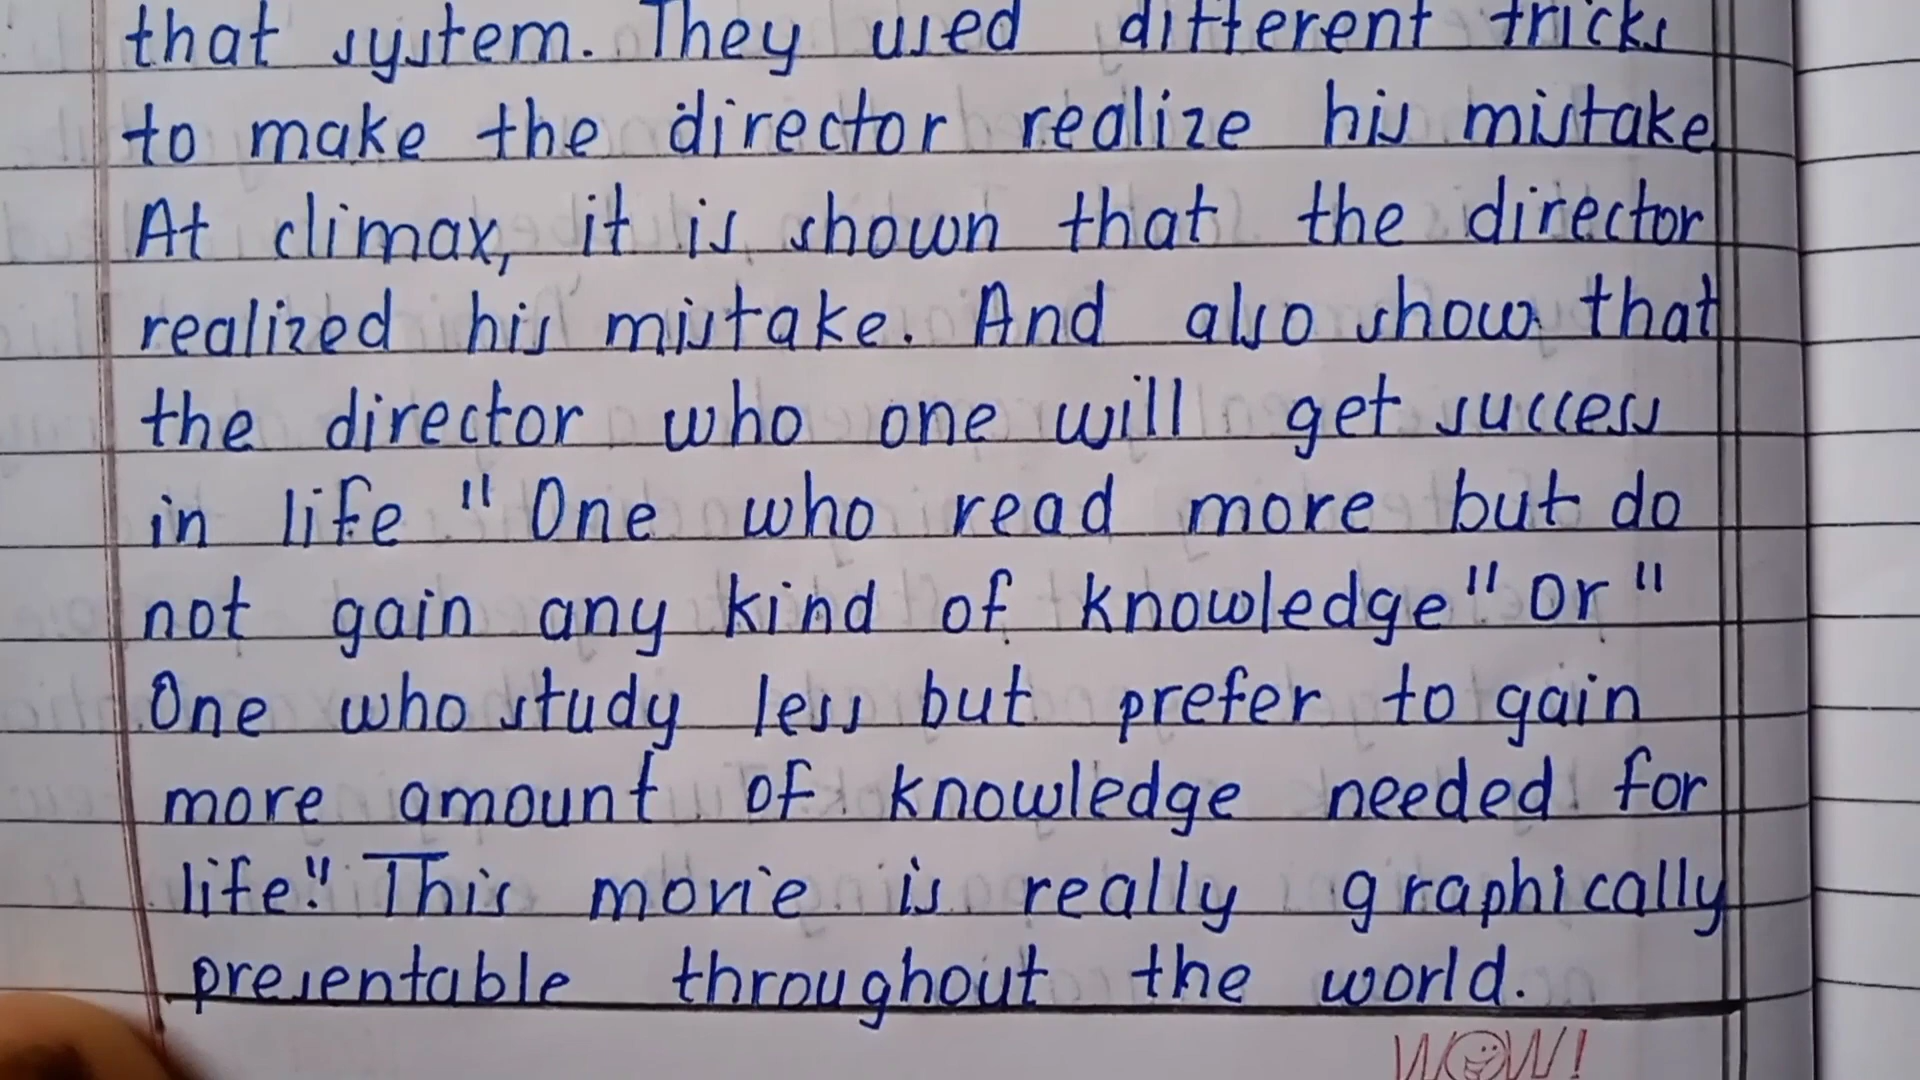 that system. They used different tricks
to make the director realize his mistake
At climax, it is shown that the director
realized his mistake. And also show that
the director who one will get success
in life "One who read more but do
not gain any kind of knowledge" Or "
One who study less but prefer to gain
more amount of knowledge needed for
life." This movie is really graphically
presentable throughout the world.
WOW!